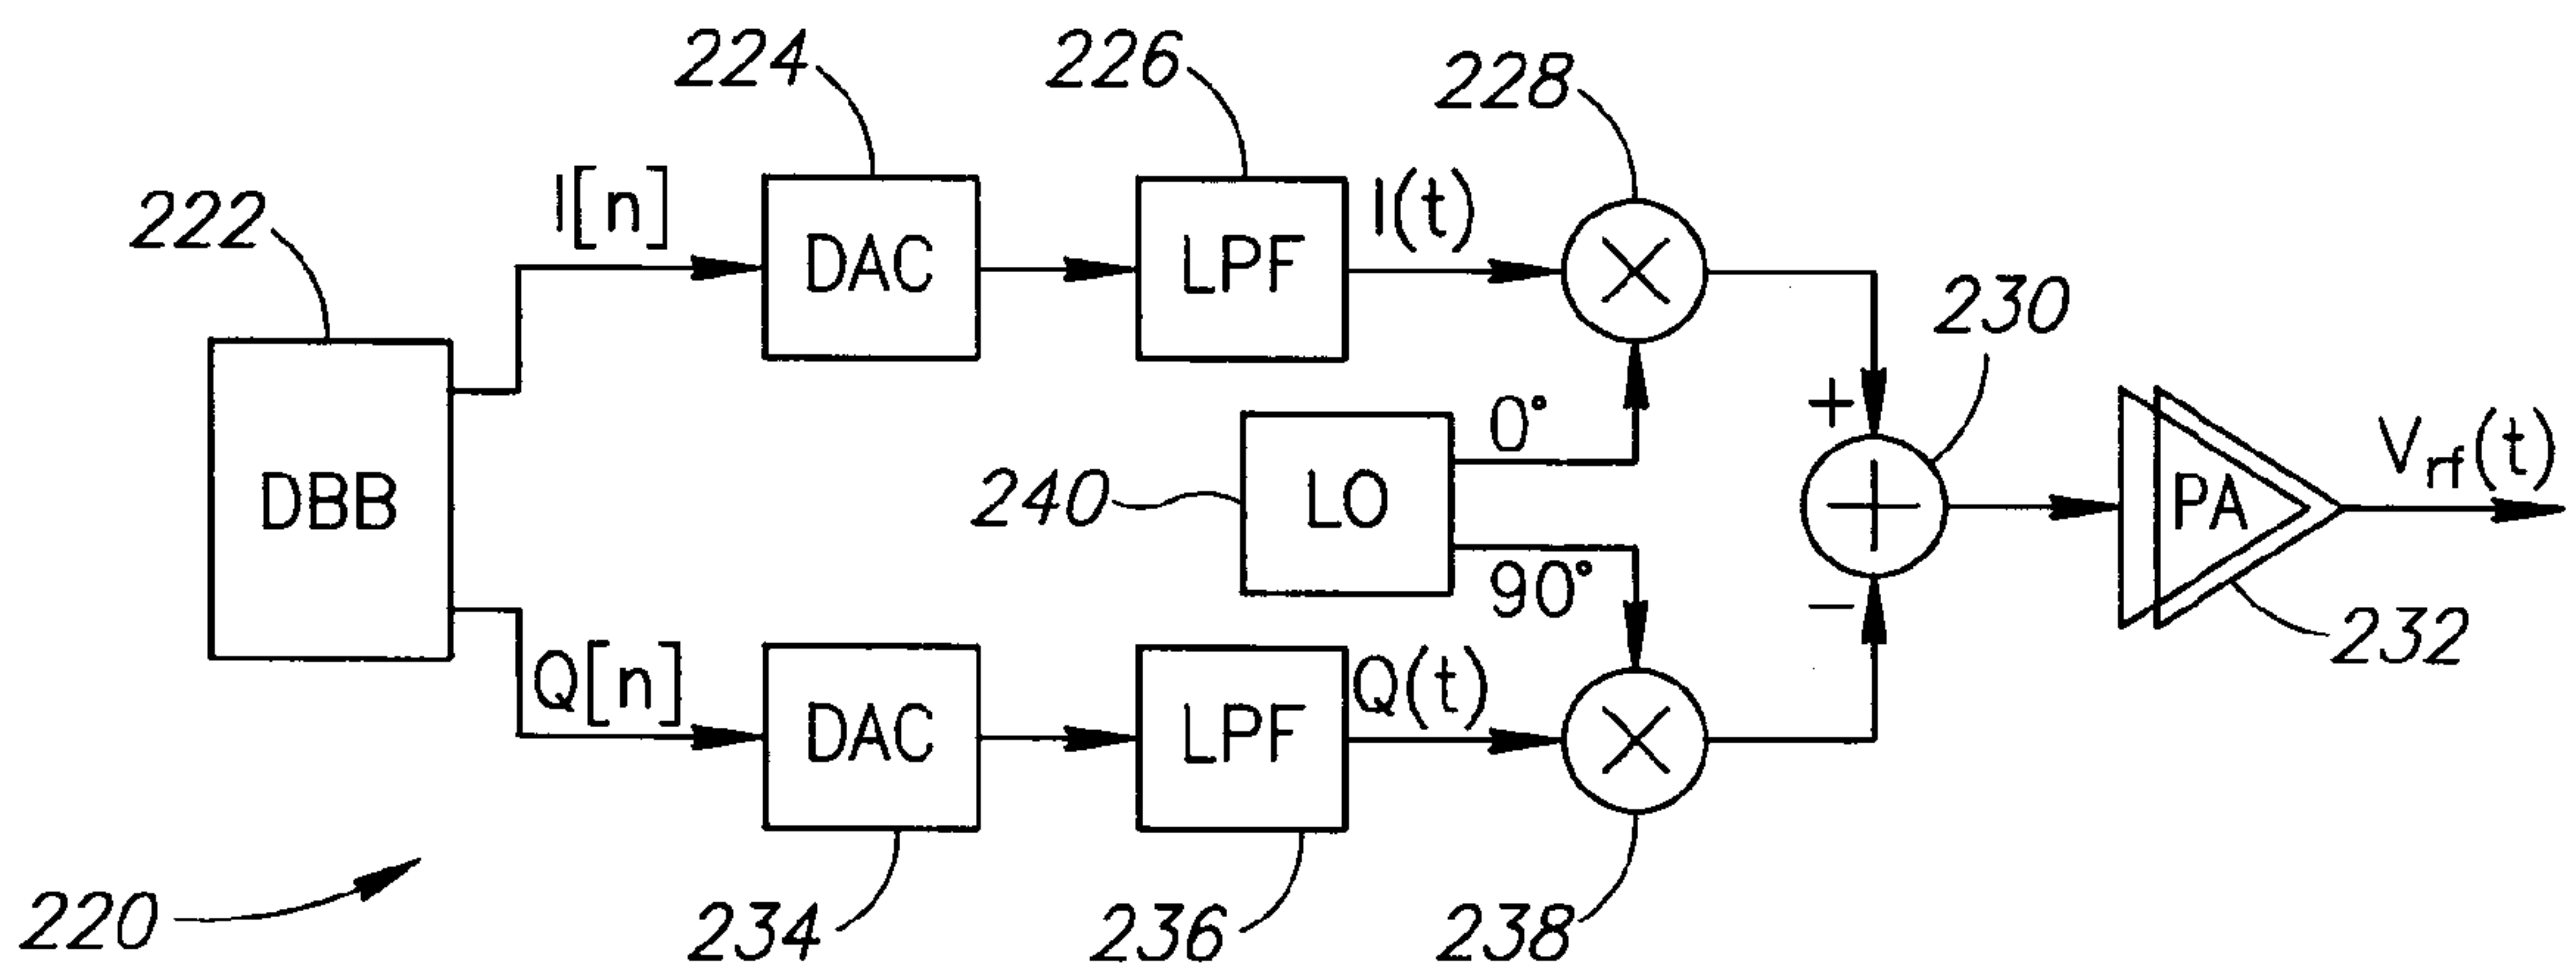 224
226
228
222
I[n]
DAC
LPF
I(t)
230
0°
+
DBB
240
LO
PA
V_rf(t)
90°
−
232
Q[n]
DAC
LPF
Q(t)
220
234
236
238